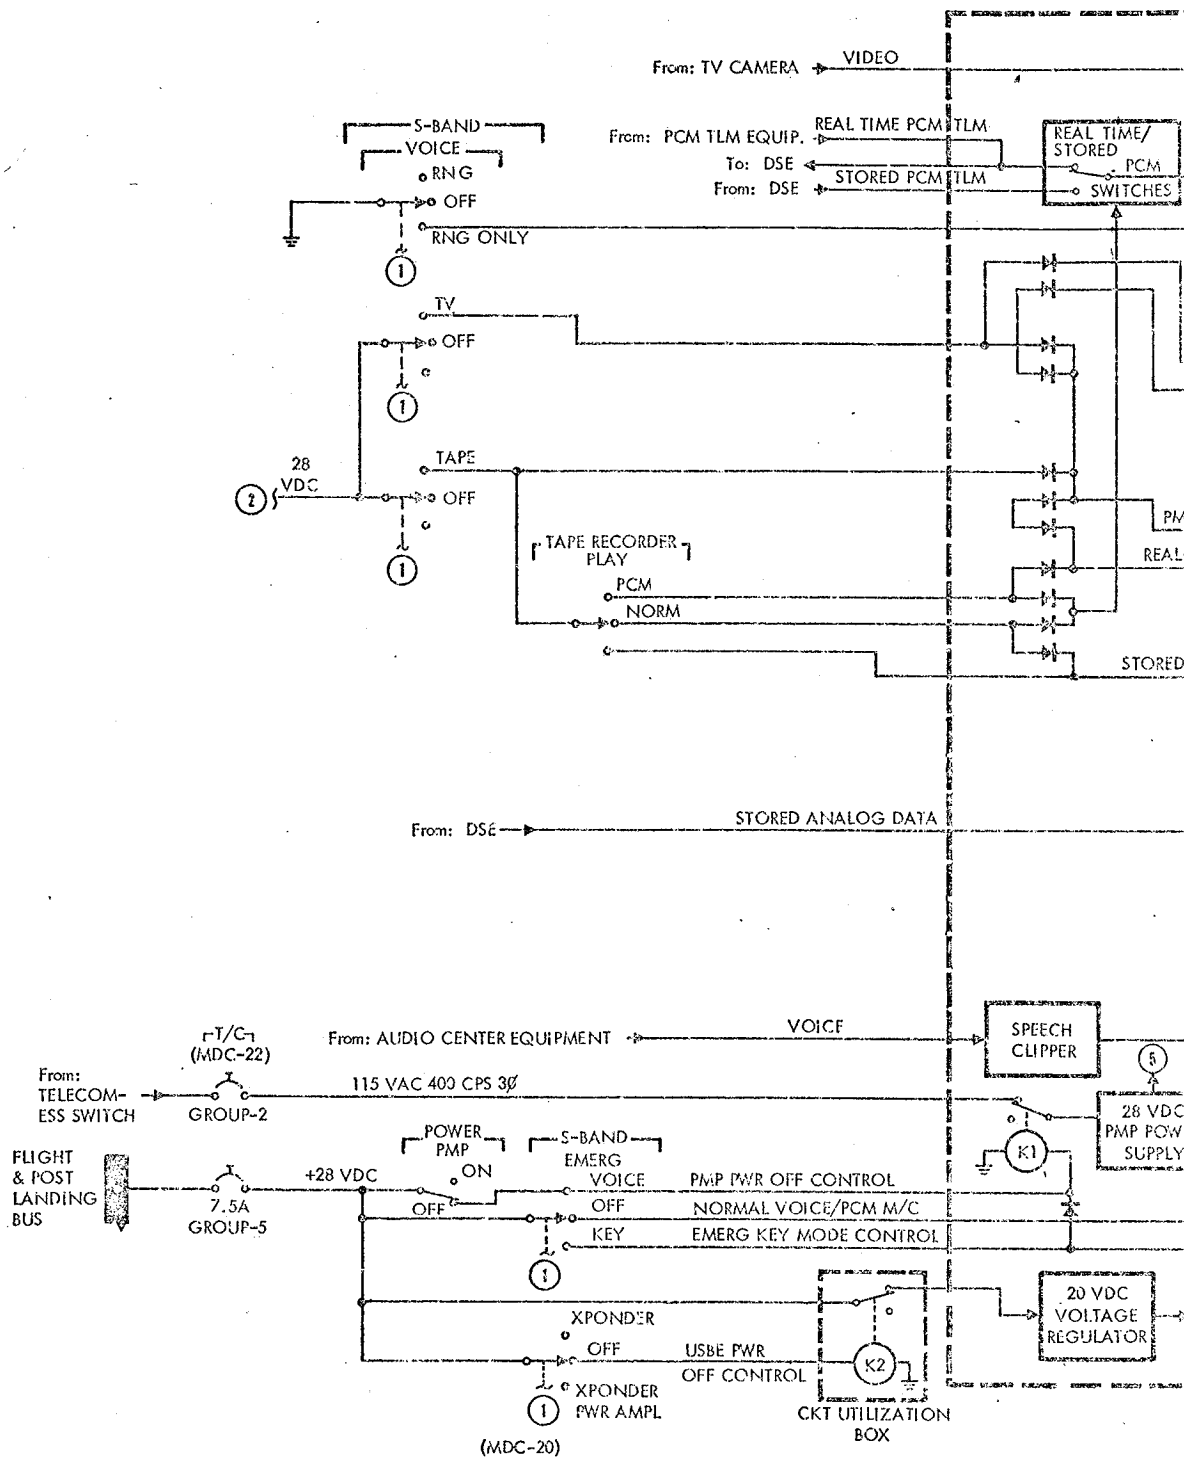 From: TV CAMERA
VIDEO
S-BAND
VOICE
RNG
OFF
RNG ONLY
From: PCM TLM EQUIP.
REAL TIME PCM TLM
To: DSE
From: DSE
STORED PCM TLM
REAL TIME/
STORED
PCM
SWITCHES
1
TV
OFF
1
28
VDC
2
TAPE
OFF
1
TAPE RECORDER
PLAY
PCM
NORM
PM
REAL
STORED
From: DSE
STORED ANALOG DATA
T/C
(MDC-22)
From: AUDIO CENTER EQUIPMENT
VOICE
SPEECH
CLIPPER
5
From:
TELECOM-
ESS SWITCH
GROUP-2
115 VAC 400 CPS 3Ø
28 VDC
PMP POW
SUPPLY
K1
FLIGHT
& POST
LANDING
BUS
7.5A
GROUP-5
+28 VDC
POWER
PMP
ON
OFF
S-BAND
EMERG
VOICE
PMP PWR OFF CONTROL
OFF
NORMAL VOICE/PCM M/C
KEY
EMERG KEY MODE CONTROL
1
20 VDC
VOLTAGE
REGULATOR
XPONDER
OFF
USBE PWR
OFF CONTROL
K2
XPONDER
PWR AMPL
1
(MDC-20)
CKT UTILIZATION
BOX